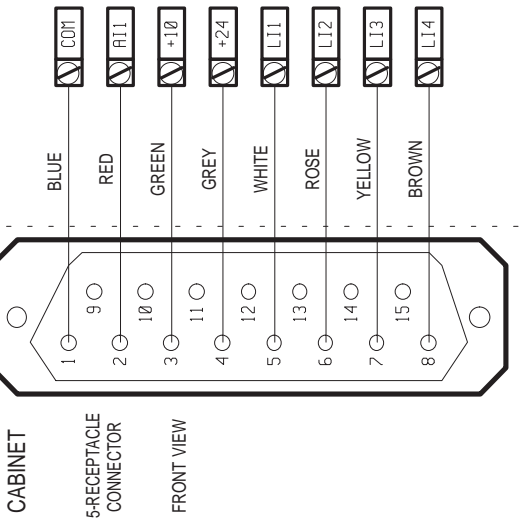 COM
AI1
+10
+24
LI1
LI2
LI3
LI4
BLUE
RED
GREEN
GREY
WHITE
ROSE
YELLOW
BROWN
9
10
11
12
13
14
15
1
2
3
4
5
6
7
8
CABINET
5-RECEPTACLE
CONNECTOR
FRONT VIEW